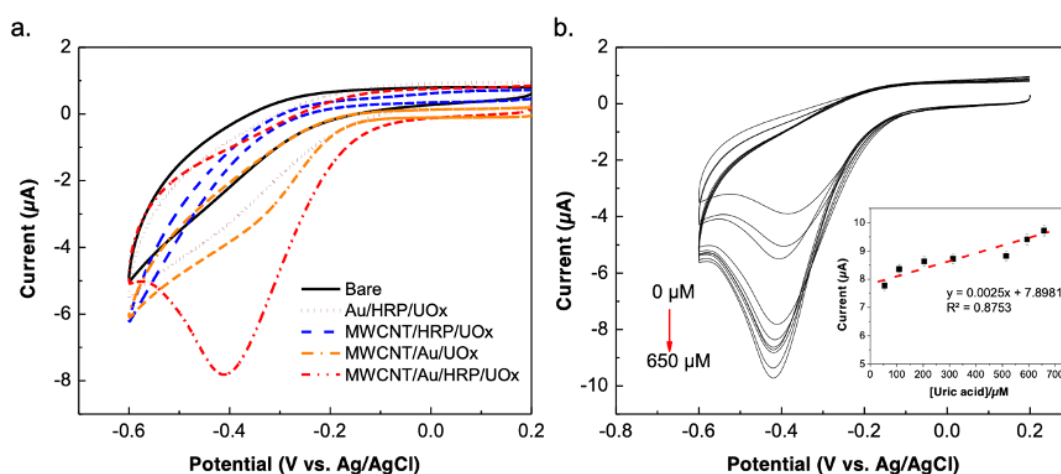 a.
2
0
-2
-4
-6
-8
Current (µA)
Bare
Au/HRP/UOx
MWCNT/HRP/UOx
MWCNT/Au/UOx
MWCNT/Au/HRP/UOx
-0.6 -0.4 -0.2 0.0 0.2
Potential (V vs. Ag/AgCl)
b.
2
0
-2
-4
-6
-8
-10
Current (µA)
0 µM
650 µM
10
9
8
7
6
5
4
Current (µA)
y = 0.0025x + 7.8981
R² = 0.8753
0 100 200 300 400 500 600 700
[Uric acid]/µM
-0.6 -0.4 -0.2 0.0 0.2
Potential (V vs. Ag/AgCl)